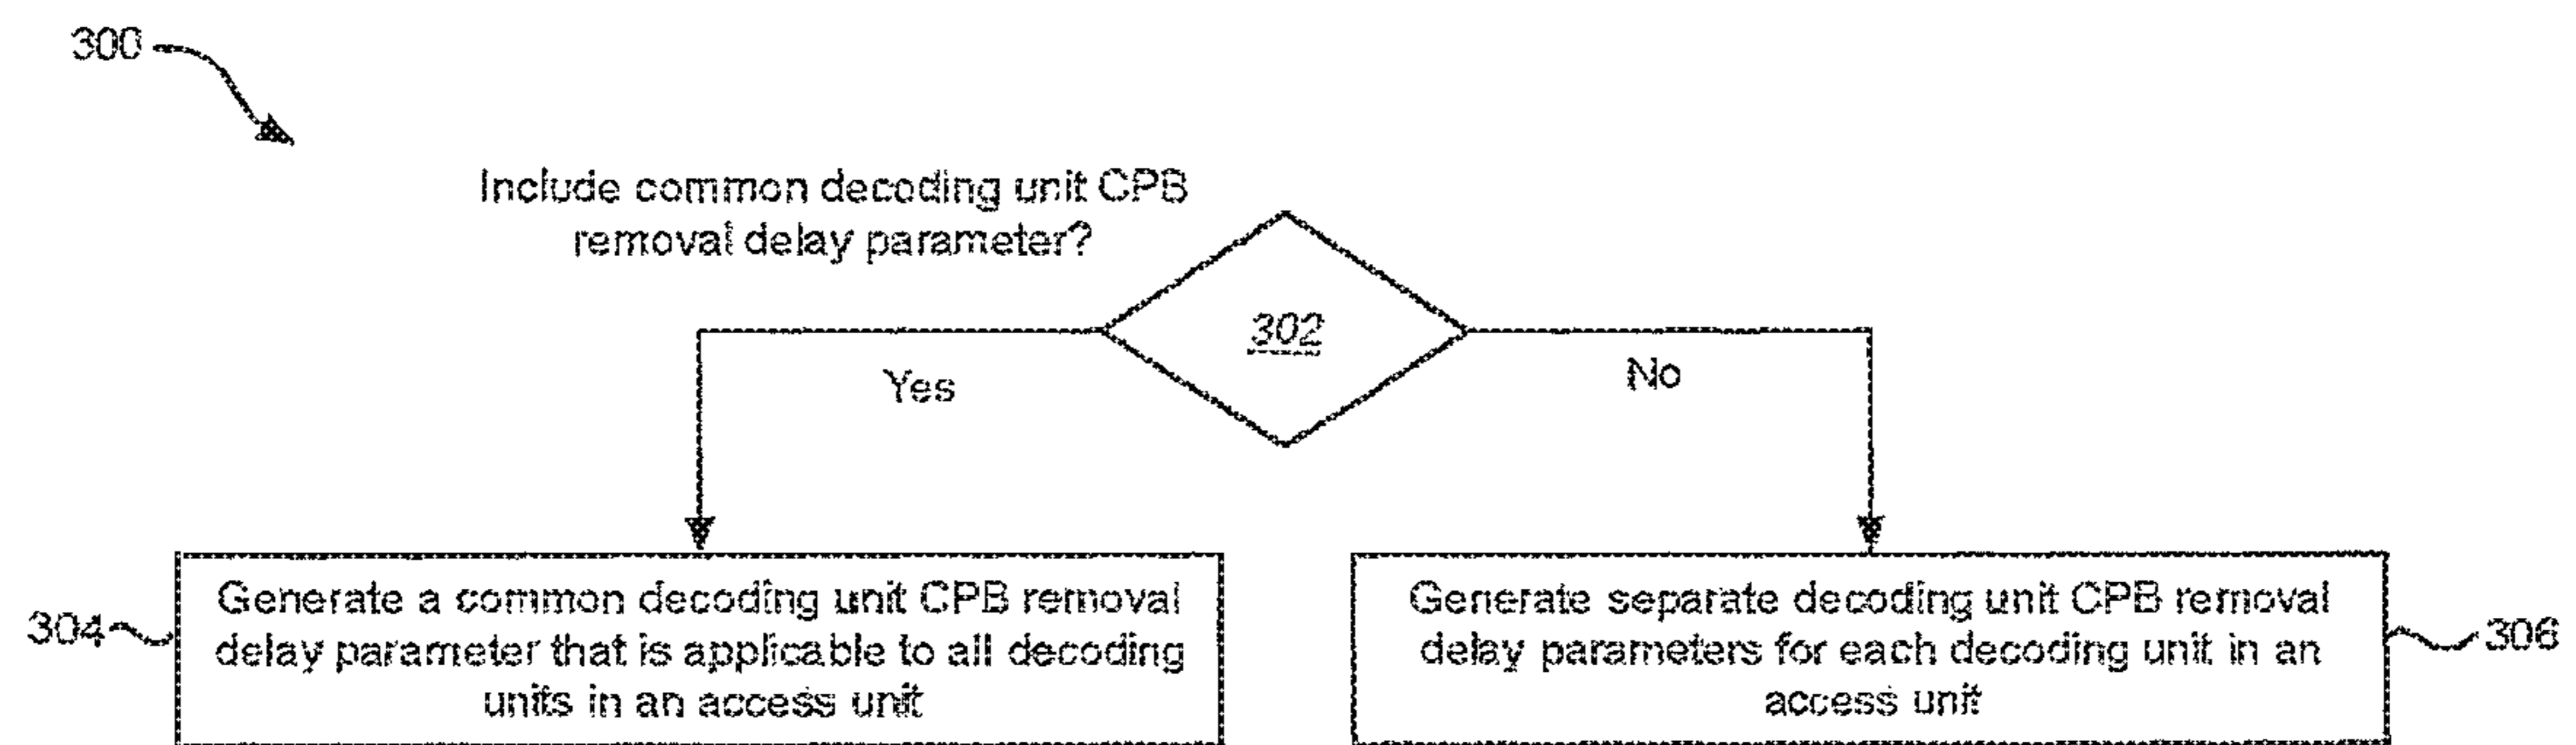 300
Include common decoding unit CPB
removal delay parameter?
302
Yes
No
Generate a common decoding unit CPB removal
delay parameter that is applicable to all decoding
units in an access unit
304
Generate separate decoding unit CPB removal
delay parameters for each decoding unit in an
access unit
306